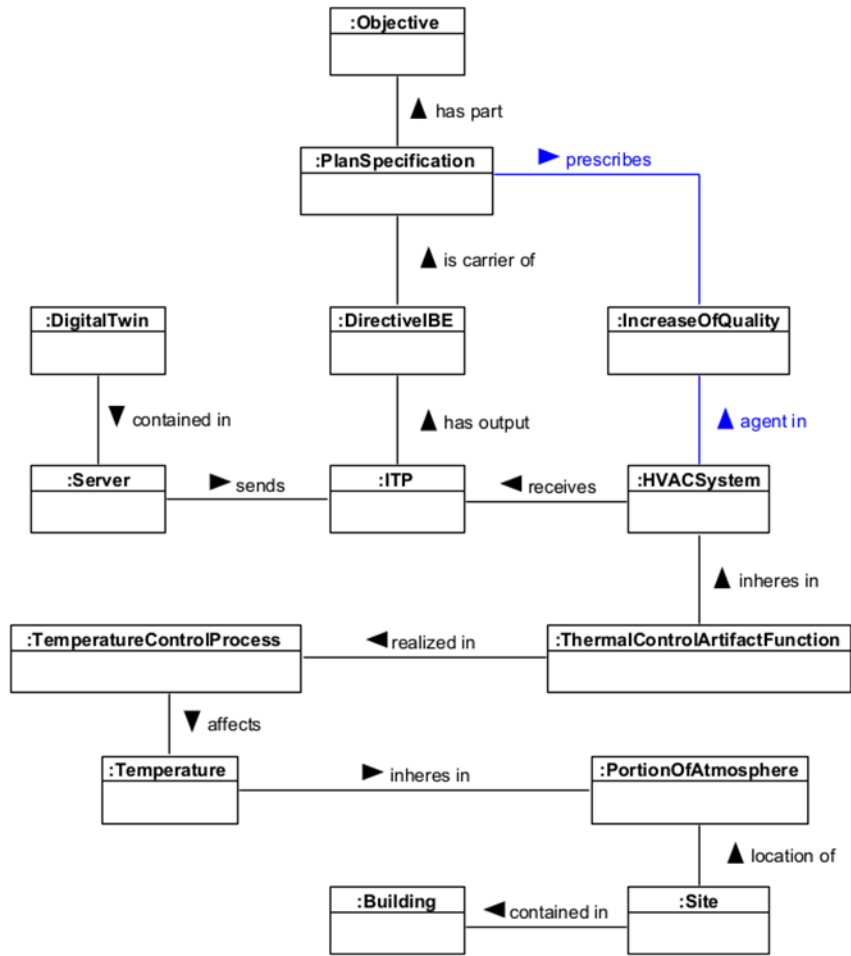 :Objective
has part
:PlanSpecification
prescribes
is carrier of
:DigitalTwin
:DirectiveIBE
:IncreaseOfQuality
contained in
has output
agent in
:Server
sends
:ITP
receives
:HVACSystem
inheres in
:TemperatureControlProcess
realized in
:ThermalControlArtifactFunction
affects
:Temperature
inheres in
:PortionOfAtmosphere
location of
:Building
contained in
:Site